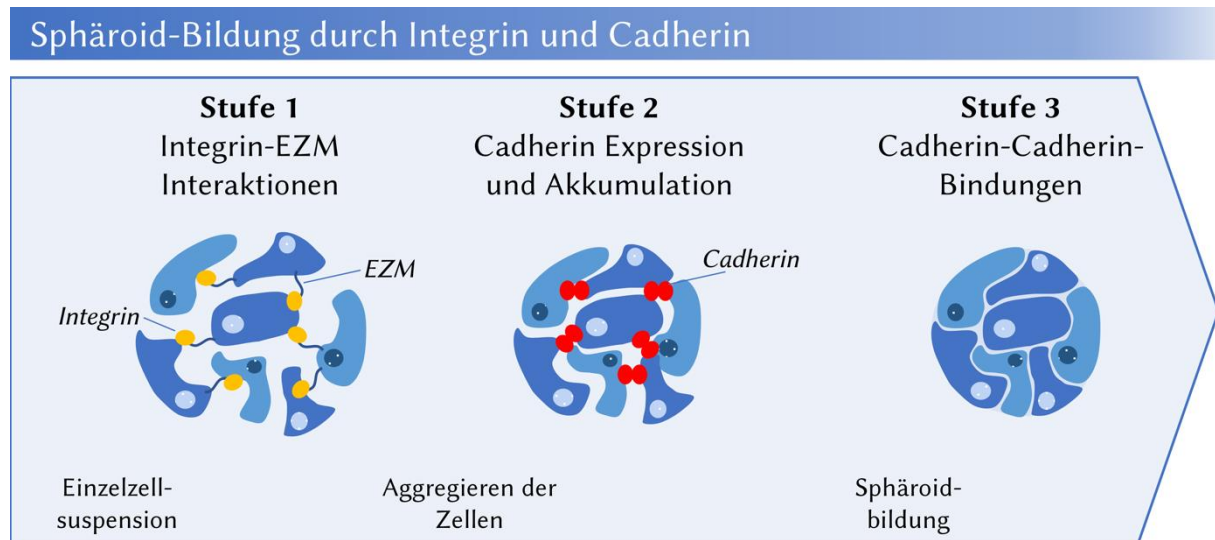 Sphäroid-Bildung durch Integrin und Cadherin
Stufe 1
Integrin-EZM
Interaktionen
Stufe 2
Cadherin Expression
und Akkumulation
Stufe 3
Cadherin-Cadherin-
Bindungen
EZM
Integrin
Cadherin
Einzelzell-
suspension
Aggregieren der
Zellen
Sphäroid-
bildung